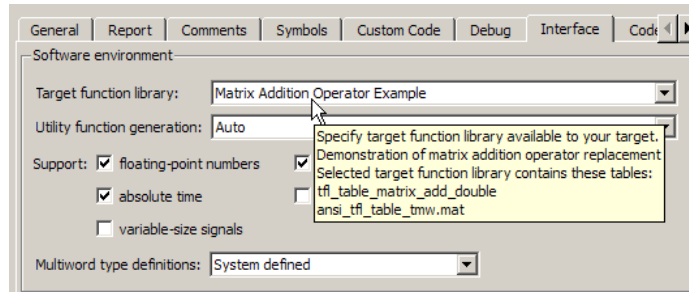 General Report Comments Symbols Custom Code Debug Interface Code
Software environment
Target function library: Matrix Addition Operator Example
Utility function generation: Auto
Specify target function library available to your target.
Demonstration of matrix addition operator replacement
Selected target function library contains these tables:
tfl_table_matrix_add_double
ansi_tfl_table_tmw.mat
Support: floating-point numbers
absolute time
variable-size signals
Multiword type definitions: System defined